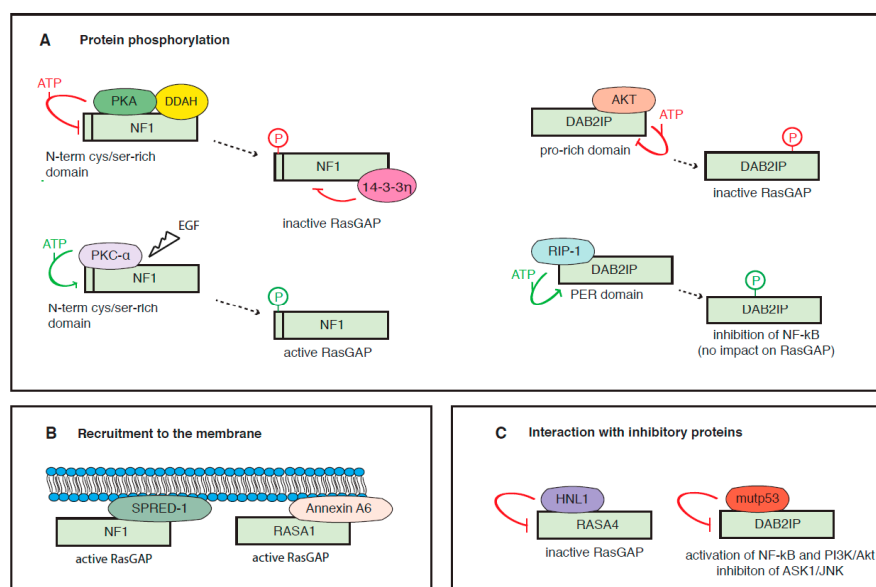 A Protein phosphorylation
ATP
PKA
DDAH
NF1
N-term cys/ser-rich
domain
P
NF1
14-3-3η
inactive RasGAP
AKT
DAB2IP
ATP
pro-rich domain
P
DAB2IP
inactive RasGAP
EGF
ATP
PKC-α
NF1
N-term cys/ser-rich
domain
P
NF1
active RasGAP
RIP-1
DAB2IP
ATP
PER domain
P
DAB2IP
inhibition of NF-kB
(no impact on RasGAP)
B Recruitment to the membrane
SPRED-1
NF1
active RasGAP
Annexin A6
RASA1
active RasGAP
C Interaction with inhibitory proteins
HNL1
RASA4
inactive RasGAP
mutp53
DAB2IP
activation of NF-kB and PI3K/Akt
inhibiton of ASK1/JNK